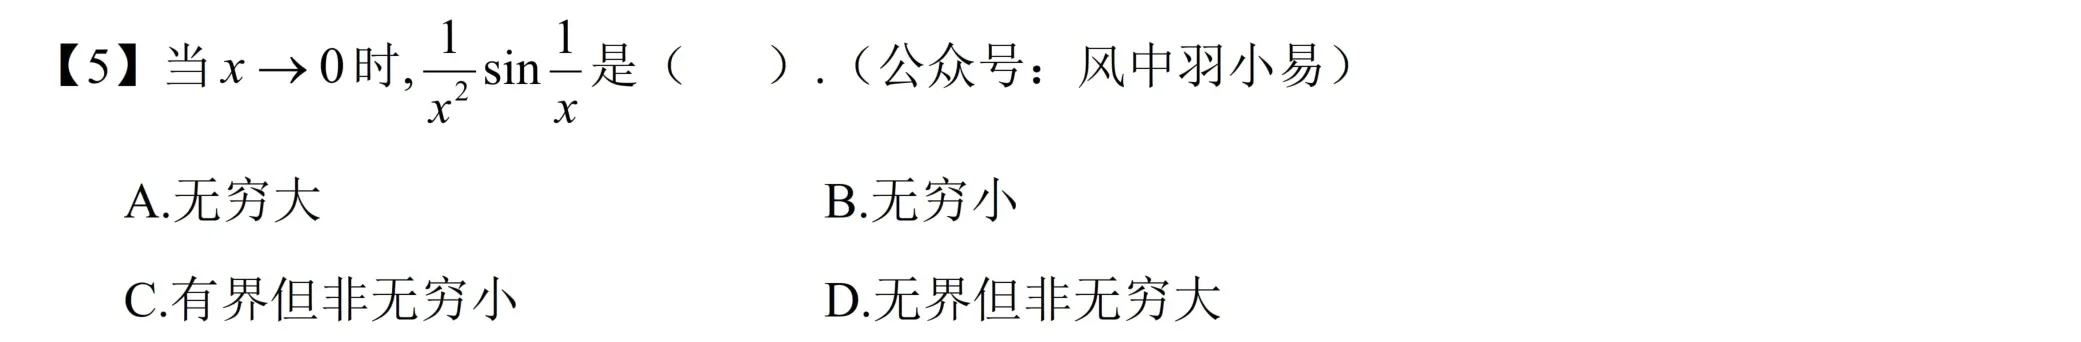 【5】当 x → 0 时, 1/x² sin 1/x 是（　　）.（公众号：风中羽小易）
A.无穷大　　B.无穷小
C.有界但非无穷小　　D.无界但非无穷大